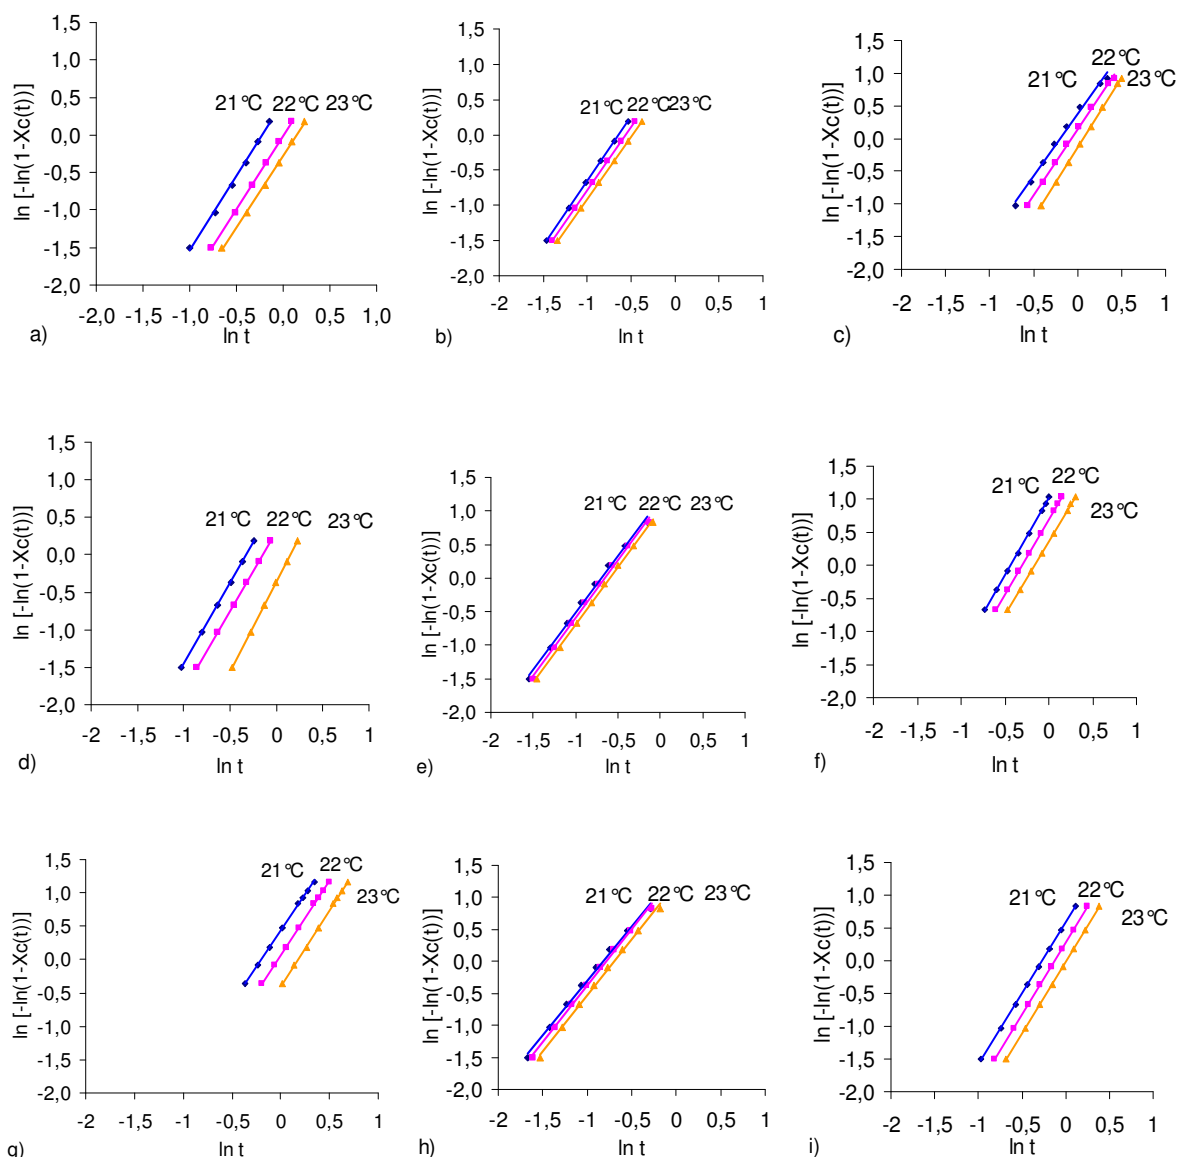 1,5
1,0
0,5
0,0
-0,5
-1,0
-1,5
-2,0
ln [-ln(1-Xc(t))]
21°C 22°C 23°C
-2,0 -1,5 -1,0 -0,5 0,0 0,5 1,0
ln t
a)
1,5
1,0
0,5
0,0
-0,5
-1,0
-1,5
-2,0
ln [-ln(1-Xc(t))]
21°C 22°C 23°C
-2 -1,5 -1 -0,5 0 0,5 1
ln t
b)
1,5
1,0
0,5
0,0
-0,5
-1,0
-1,5
-2,0
ln [-ln(1-Xc(t))]
22°C
21°C 23°C
-2 -1,5 -1 -0,5 0 0,5 1
ln t
c)
1,5
1,0
0,5
0,0
-0,5
-1,0
-1,5
-2,0
ln [-ln(1-Xc(t))]
21°C 22°C 23°C
-2 -1,5 -1 -0,5 0 0,5 1
ln t
d)
1,5
1,0
0,5
0,0
-0,5
-1,0
-1,5
-2,0
ln [-ln(1-Xc(t))]
21°C 22°C 23°C
-2 -1,5 -1 -0,5 0 0,5 1
ln t
e)
1,5
1,0
0,5
0,0
-0,5
-1,0
-1,5
-2,0
ln [-ln(1-Xc(t))]
21°C 22°C
23°C
-2 -1 0 1
ln t
f)
1,5
1,0
0,5
0,0
-0,5
-1,0
-1,5
-2,0
ln [-ln(1-Xc(t))]
21°C 22°C
23°C
-2 -1,5 -1 -0,5 0 0,5 1
ln t
g)
1,5
1,0
0,5
0,0
-0,5
-1,0
-1,5
-2,0
ln [-ln(1-Xc(t))]
21°C 22°C 23°C
-2 -1,5 -1 -0,5 0 0,5 1
ln t
h)
1,5
1,0
0,5
0,0
-0,5
-1,0
-1,5
-2,0
ln [-ln(1-Xc(t))]
21°C 22°C
23°C
-2 -1,5 -1 -0,5 0 0,5 1
ln t
i)